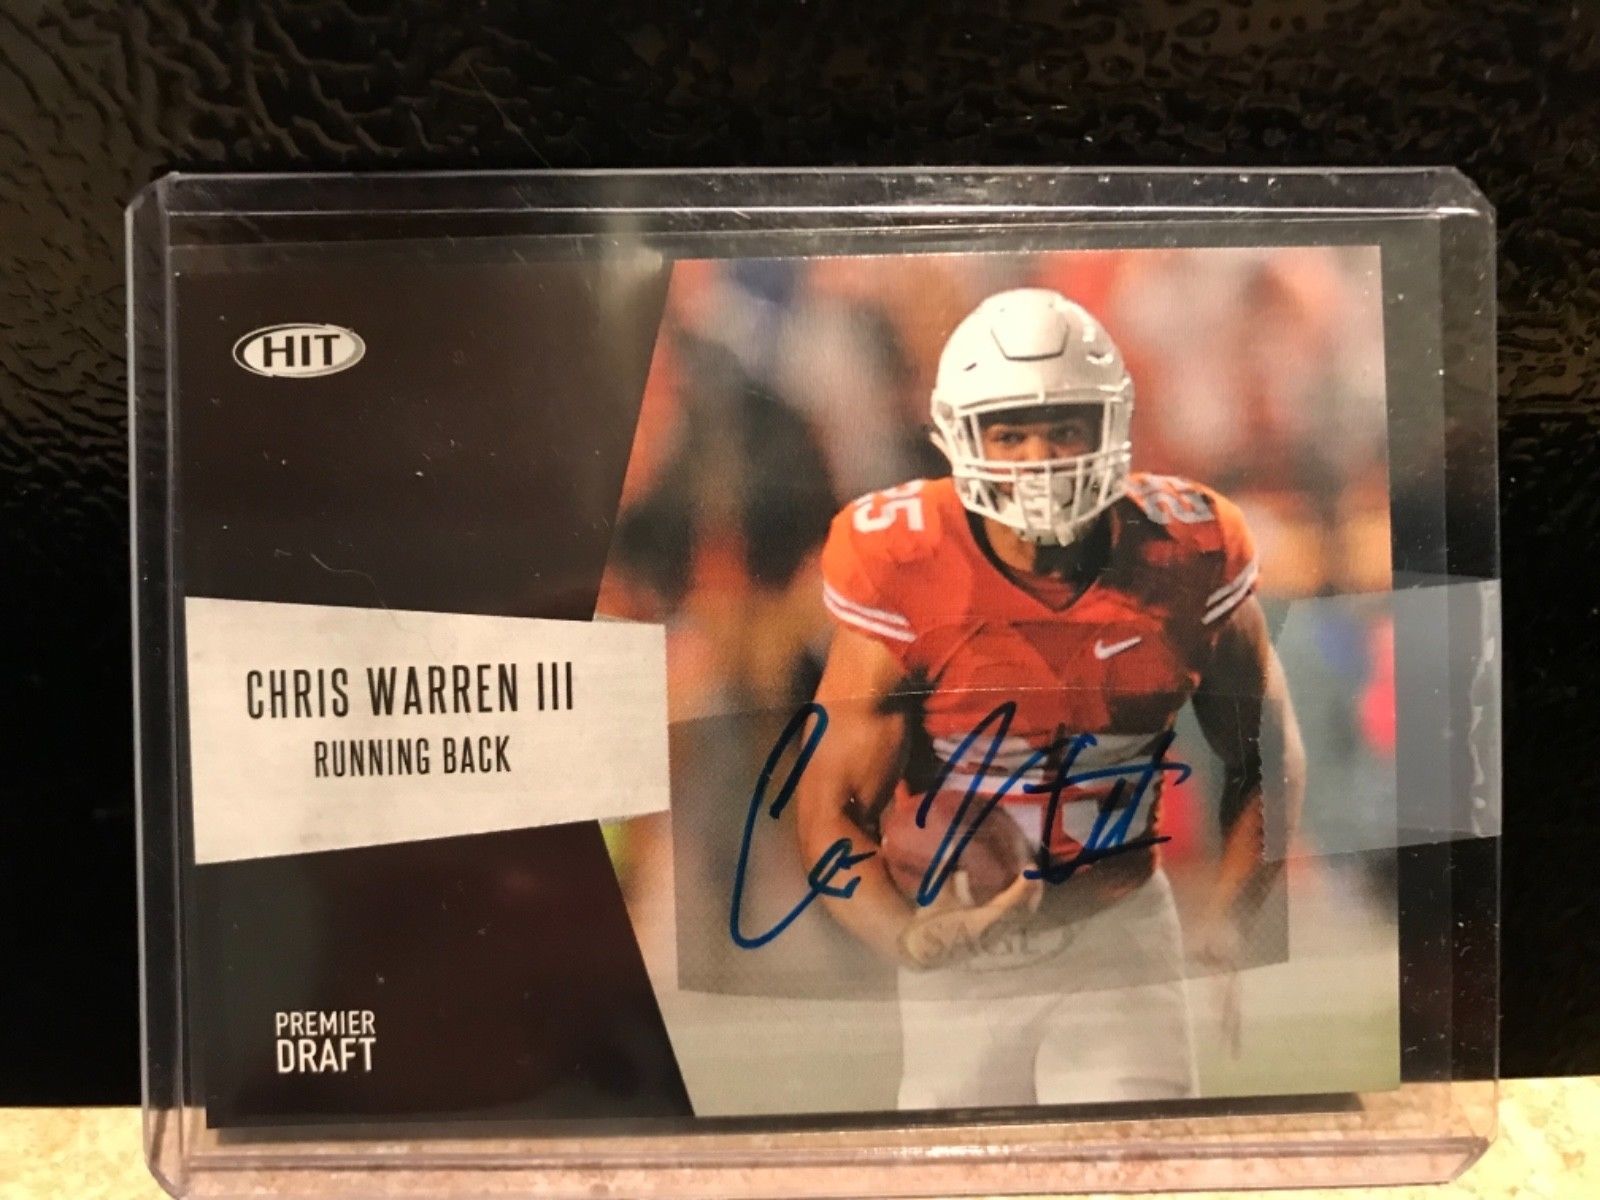 HIT
CHRIS WARREN III
RUNNING BACK
PREMIER
DRAFT
25
25
SAGE